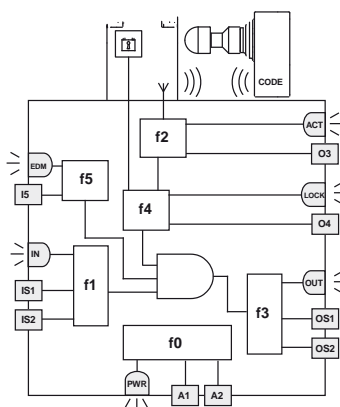 CODE
f2
ACT
O3
EDM
f5
I5
f4
LOCK
O4
IN
f1
IS1
IS2
OUT
f3
OS1
OS2
f0
PWR
A1
A2